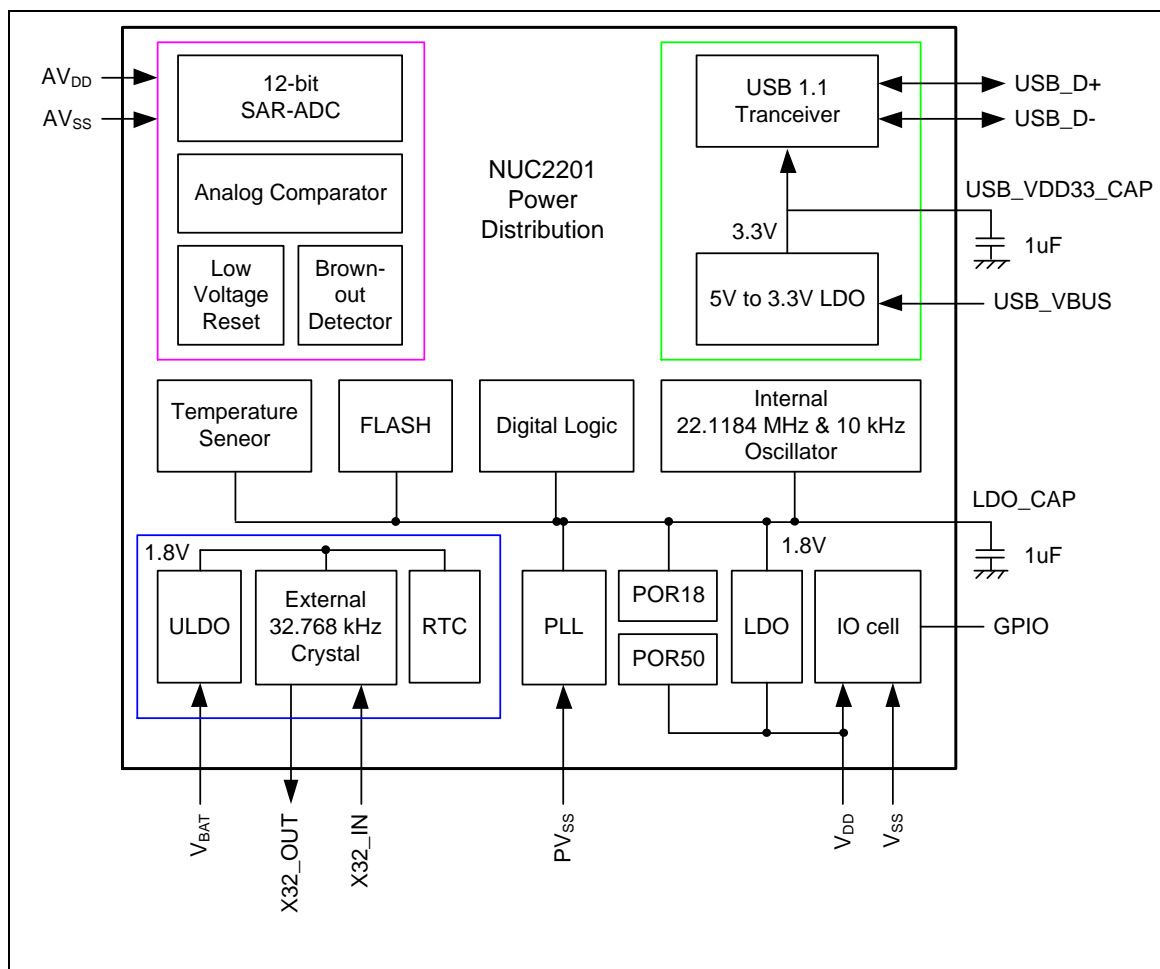 AVDD
AVSS
12-bit
SAR-ADC
Analog Comparator
Low
Voltage
Reset
Brown-
out
Detector
NUC2201
Power
Distribution
USB 1.1
Tranceiver
USB_D+
USB_D-
USB_VDD33_CAP
1uF
3.3V
5V to 3.3V LDO
USB_VBUS
Temperature
Seneor
FLASH
Digital Logic
Internal
22.1184 MHz & 10 kHz
Oscillator
LDO_CAP
1uF
1.8V
1.8V
ULDO
External
32.768 kHz
Crystal
RTC
PLL
POR18
POR50
LDO
IO cell
GPIO
VBAT
X32_OUT
X32_IN
PVSS
VDD
VSS